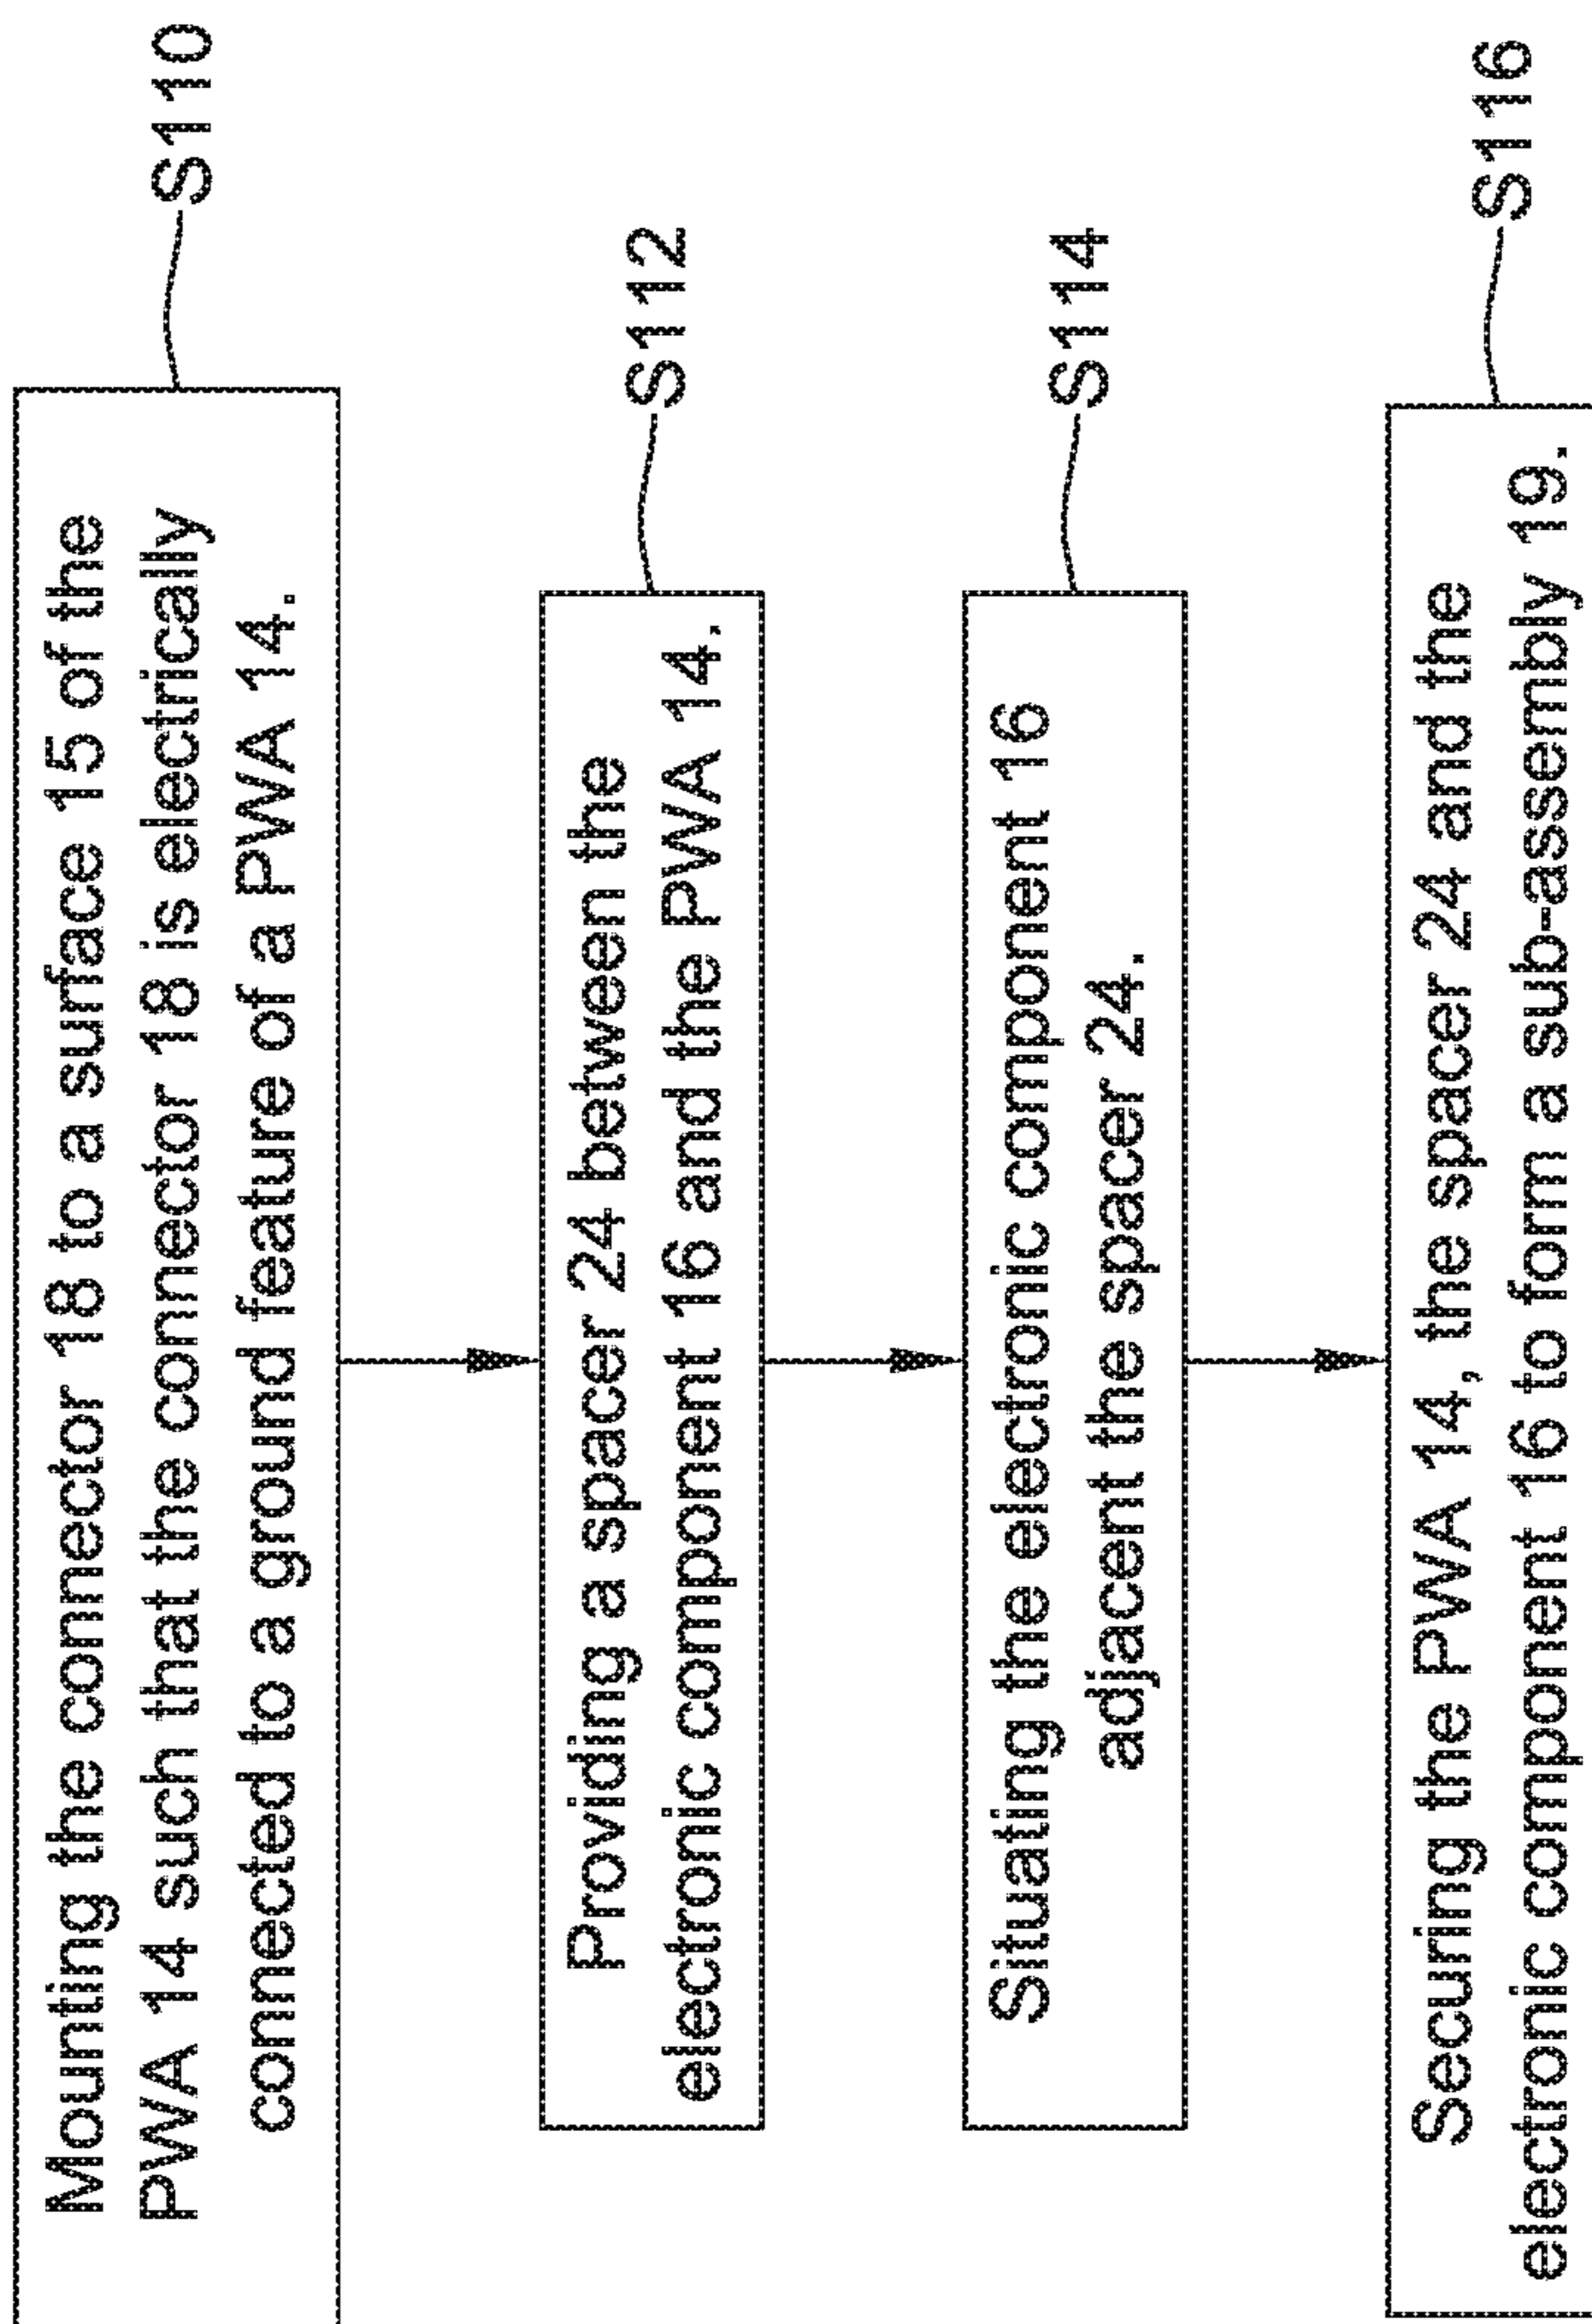 Mounting the connector 18 to a surface 15 of the
PWA 14 such that the connector 18 is electrically
connected to a ground feature of a PWA 14.
S110
Providing a spacer 24 between the
electronic component 16 and the PWA 14.
S112
Situating the electronic component 16
adjacent the spacer 24.
S114
Securing the PWA 14, the spacer 24 and the
electronic component 16 to form a sub-assembly 19.
S116